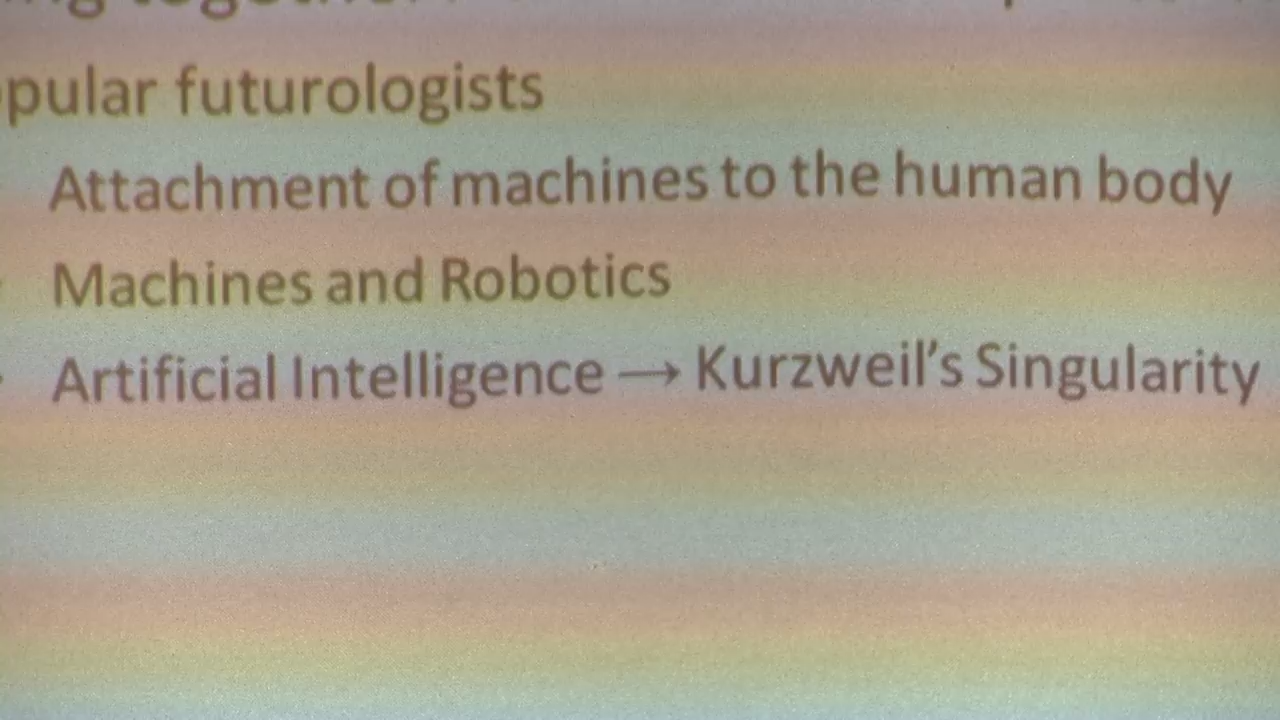 pular futurologists
Attachment of machines to the human body
Machines and Robotics
Artificial Intelligence → Kurzweil's Singularity